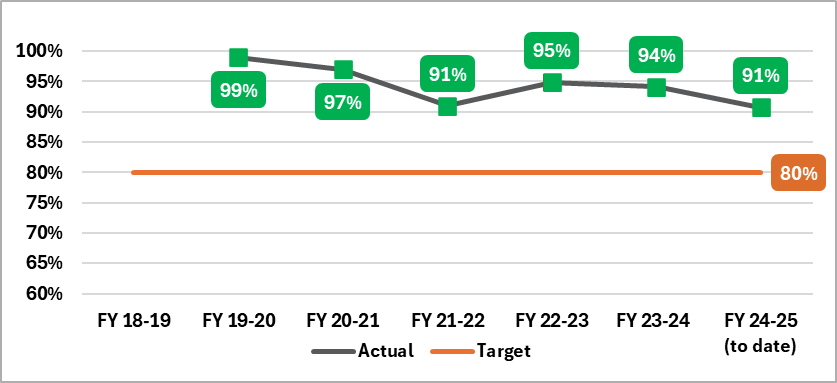 100%
95%
90%
85%
80%
75%
70%
65%
60%
99%
97%
91%
95%
94%
91%
80%
FY 18-19
FY 19-20
FY 20-21
FY 21-22
FY 22-23
FY 23-24
FY 24-25
(to date)
Actual
Target